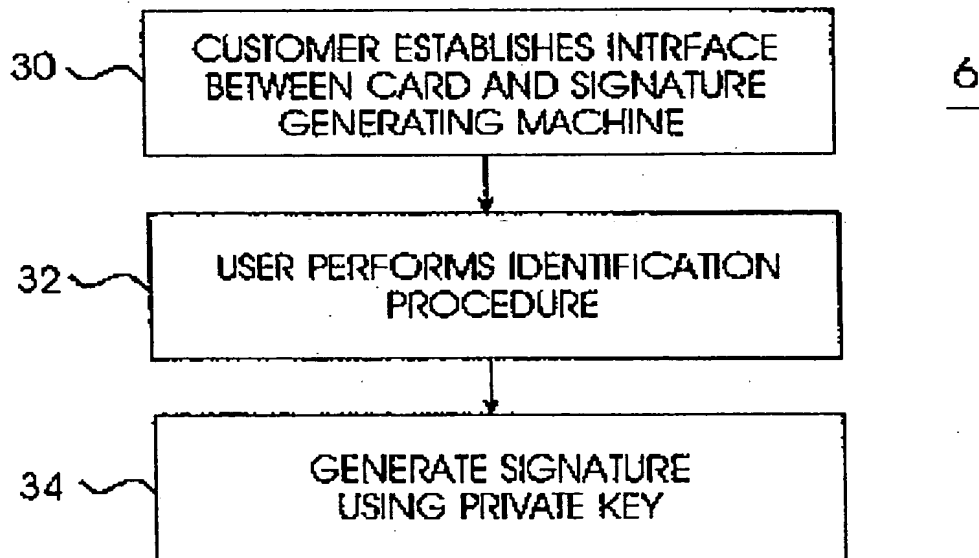 30
CUSTOMER ESTABLISHES INTRFACE
BETWEEN CARD AND SIGNATURE
GENERATING MACHINE
6
32
USER PERFORMS IDENTIFICATION
PROCEDURE
34
GENERATE SIGNATURE
USING PRIVATE KEY